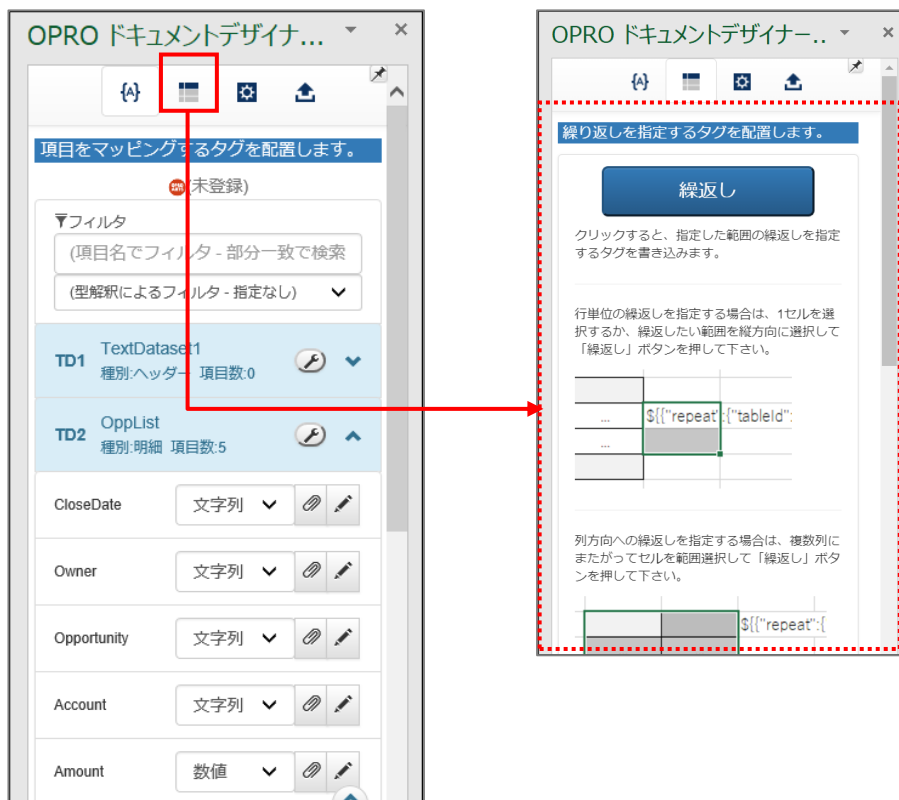 OPRO ドキュメントデザイナ...
{A}
項目をマッピングするタグを配置します。
(未登録)
フィルタ
(項目名でフィルタ - 部分一致で検索
(型解釈によるフィルタ - 指定なし)
TD1 TextDataset1
種別:ヘッダー 項目数:0
TD2 OppList
種別:明細 項目数:5
CloseDate 文字列
Owner 文字列
Opportunity 文字列
Account 文字列
Amount 数値
OPRO ドキュメントデザイナー..
{A}
繰り返しを指定するタグを配置します。
繰返し
クリックすると、指定した範囲の繰返しを指定
するタグを書き込みます。
行単位の繰返しを指定する場合は、1セルを選
択するか、繰返したい範囲を縦方向に選択して
「繰返し」ボタンを押して下さい。
... ${{"repeat":{"tableId":
...
列方向への繰返しを指定する場合は、複数列に
またがってセルを範囲選択して「繰返し」ボタ
ンを押して下さい。
${{"repeat":{